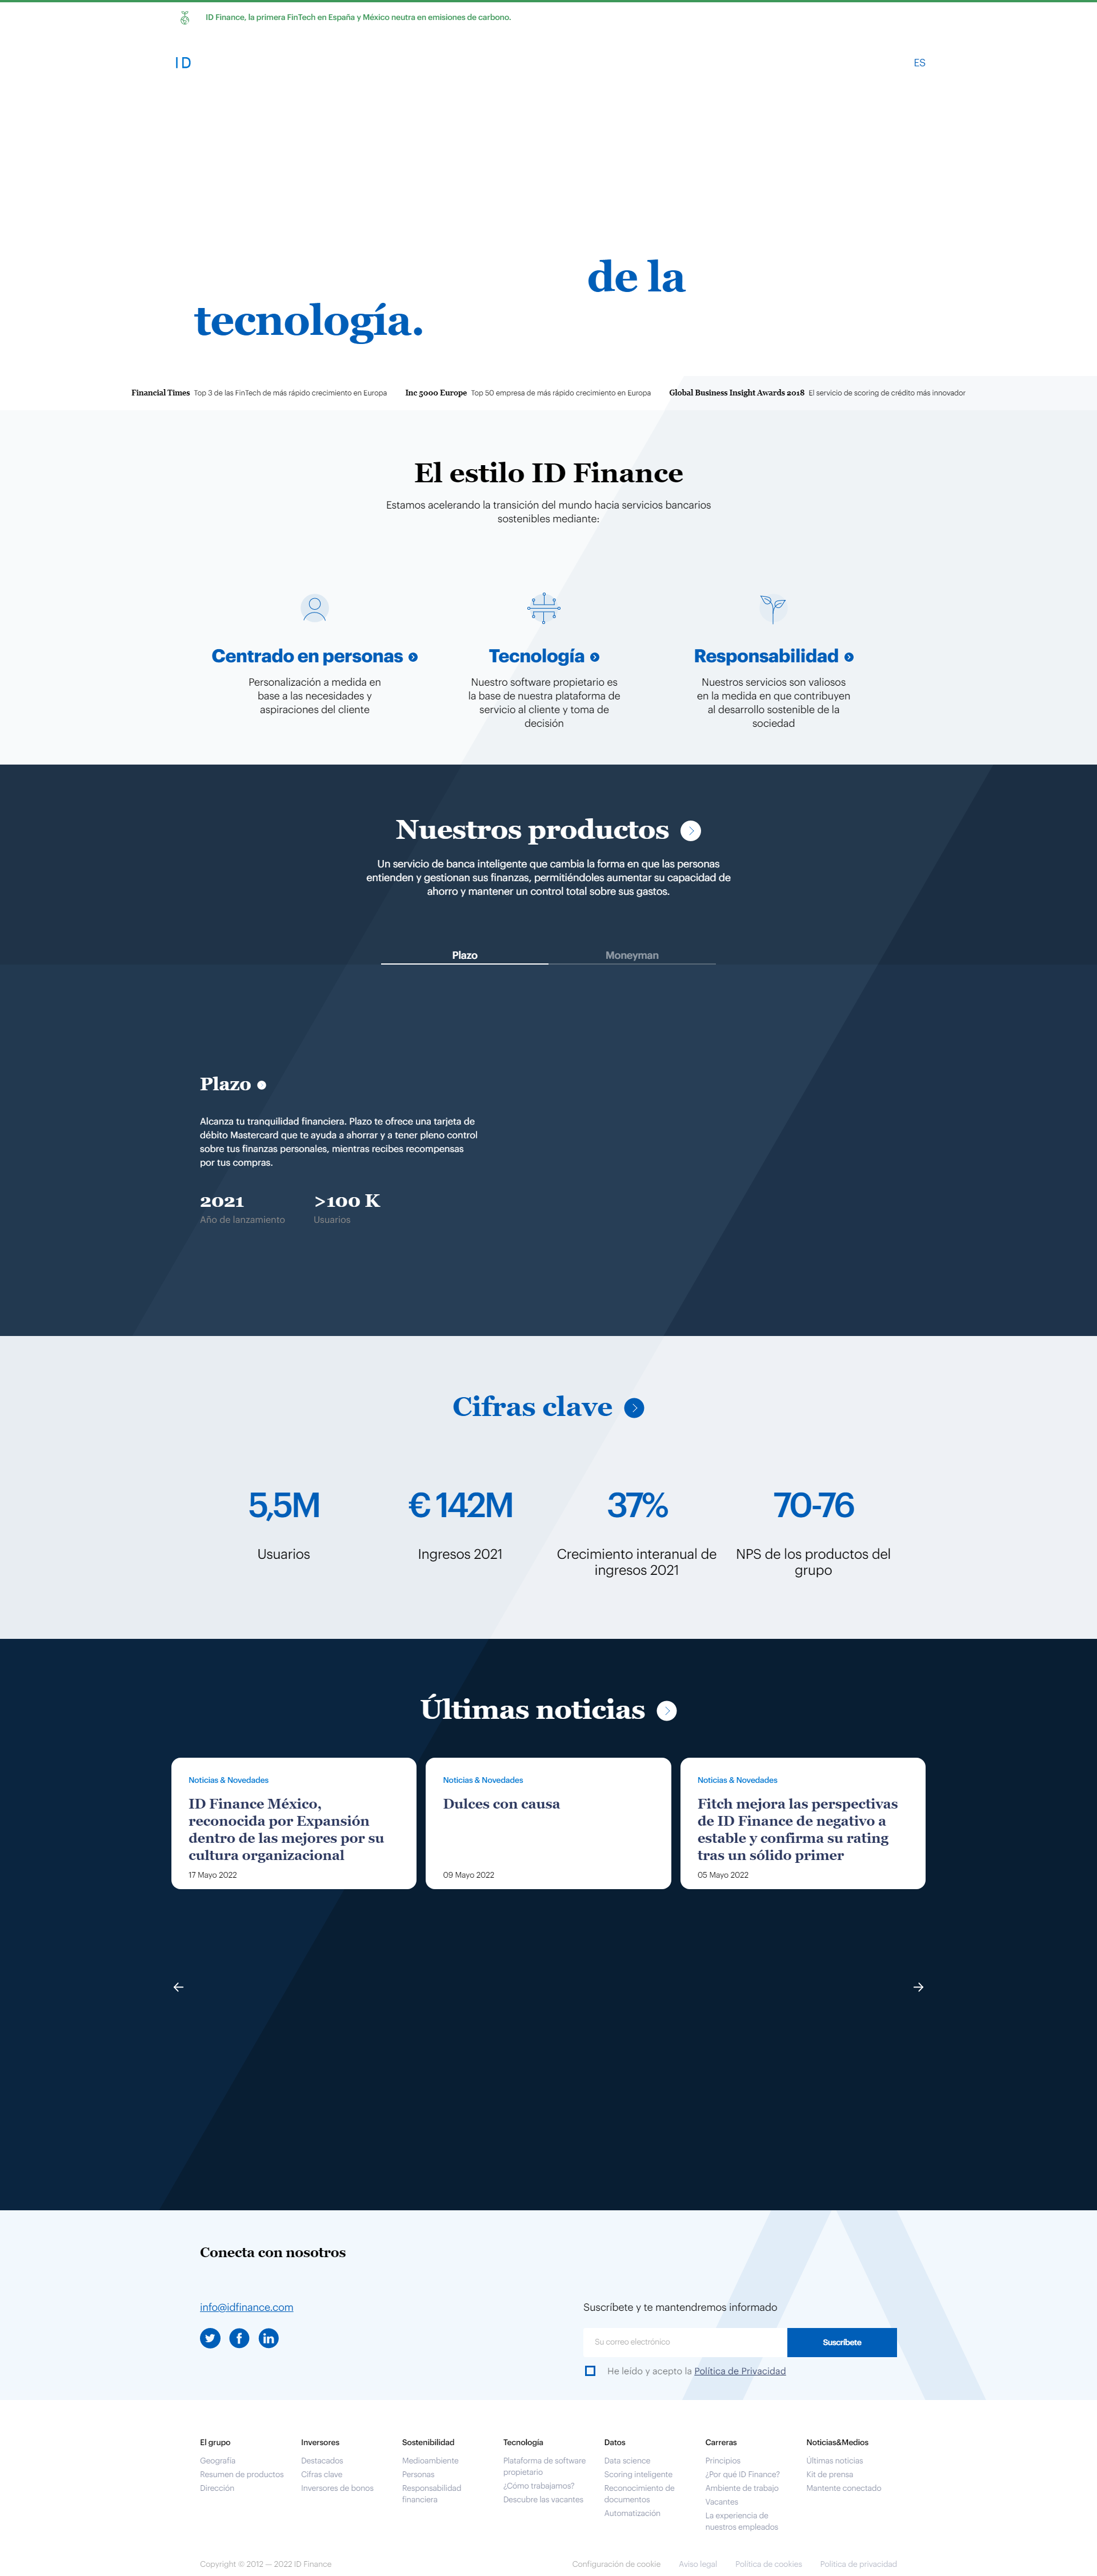 ID Finance, la primera FinTech en España y México neutra en emisiones de carbono.
ID
ES
de la
tecnología.
Financial Times Top 3 de las FinTech de más rápido crecimiento en Europa
Inc 5000 Europe Top 50 empresa de más rápido crecimiento en Europa
Global Business Insight Awards 2018 El servicio de scoring de crédito más innovador
El estilo ID Finance
Estamos acelerando la transición del mundo hacia servicios bancarios
sostenibles mediante:
Centrado en personas
Personalización a medida en
base a las necesidades y
aspiraciones del cliente
Tecnología
Nuestro software propietario es
la base de nuestra plataforma de
servicio al cliente y toma de
decisión
Responsabilidad
Nuestros servicios son valiosos
en la medida en que contribuyen
al desarrollo sostenible de la
sociedad
Nuestros productos
Un servicio de banca inteligente que cambia la forma en que las personas
entienden y gestionan sus finanzas, permitiéndoles aumentar su capacidad de
ahorro y mantener un control total sobre sus gastos.
Plazo
Moneyman
Plazo
Alcanza tu tranquilidad financiera. Plazo te ofrece una tarjeta de
débito Mastercard que te ayuda a ahorrar y a tener pleno control
sobre tus finanzas personales, mientras recibes recompensas
por tus compras.
2021
Año de lanzamiento
>100 K
Usuarios
Cifras clave
5,5M
Usuarios
€ 142M
Ingresos 2021
37%
Crecimiento interanual de
ingresos 2021
70-76
NPS de los productos del
grupo
Últimas noticias
Noticias & Novedades
ID Finance México,
reconocida por Expansión
dentro de las mejores por su
cultura organizacional
17 Mayo 2022
Noticias & Novedades
Dulces con causa
09 Mayo 2022
Noticias & Novedades
Fitch mejora las perspectivas
de ID Finance de negativo a
estable y confirma su rating
tras un sólido primer
05 Mayo 2022
Conecta con nosotros
info@idfinance.com
Suscríbete y te mantendremos informado
Su correo electrónico
Suscríbete
He leído y acepto la Política de Privacidad
El grupo
Geografía
Resumen de productos
Dirección
Inversores
Destacados
Cifras clave
Inversores de bonos
Sostenibilidad
Medioambiente
Personas
Responsabilidad
financiera
Tecnología
Plataforma de software
propietario
¿Cómo trabajamos?
Descubre las vacantes
Datos
Data science
Scoring inteligente
Reconocimiento de
documentos
Automatización
Carreras
Principios
¿Por qué ID Finance?
Ambiente de trabajo
Vacantes
La experiencia de
nuestros empleados
Noticias&Medios
Últimas noticias
Kit de prensa
Mantente conectado
Copyright © 2012 — 2022 ID Finance
Configuración de cookie
Aviso legal
Política de cookies
Política de privacidad